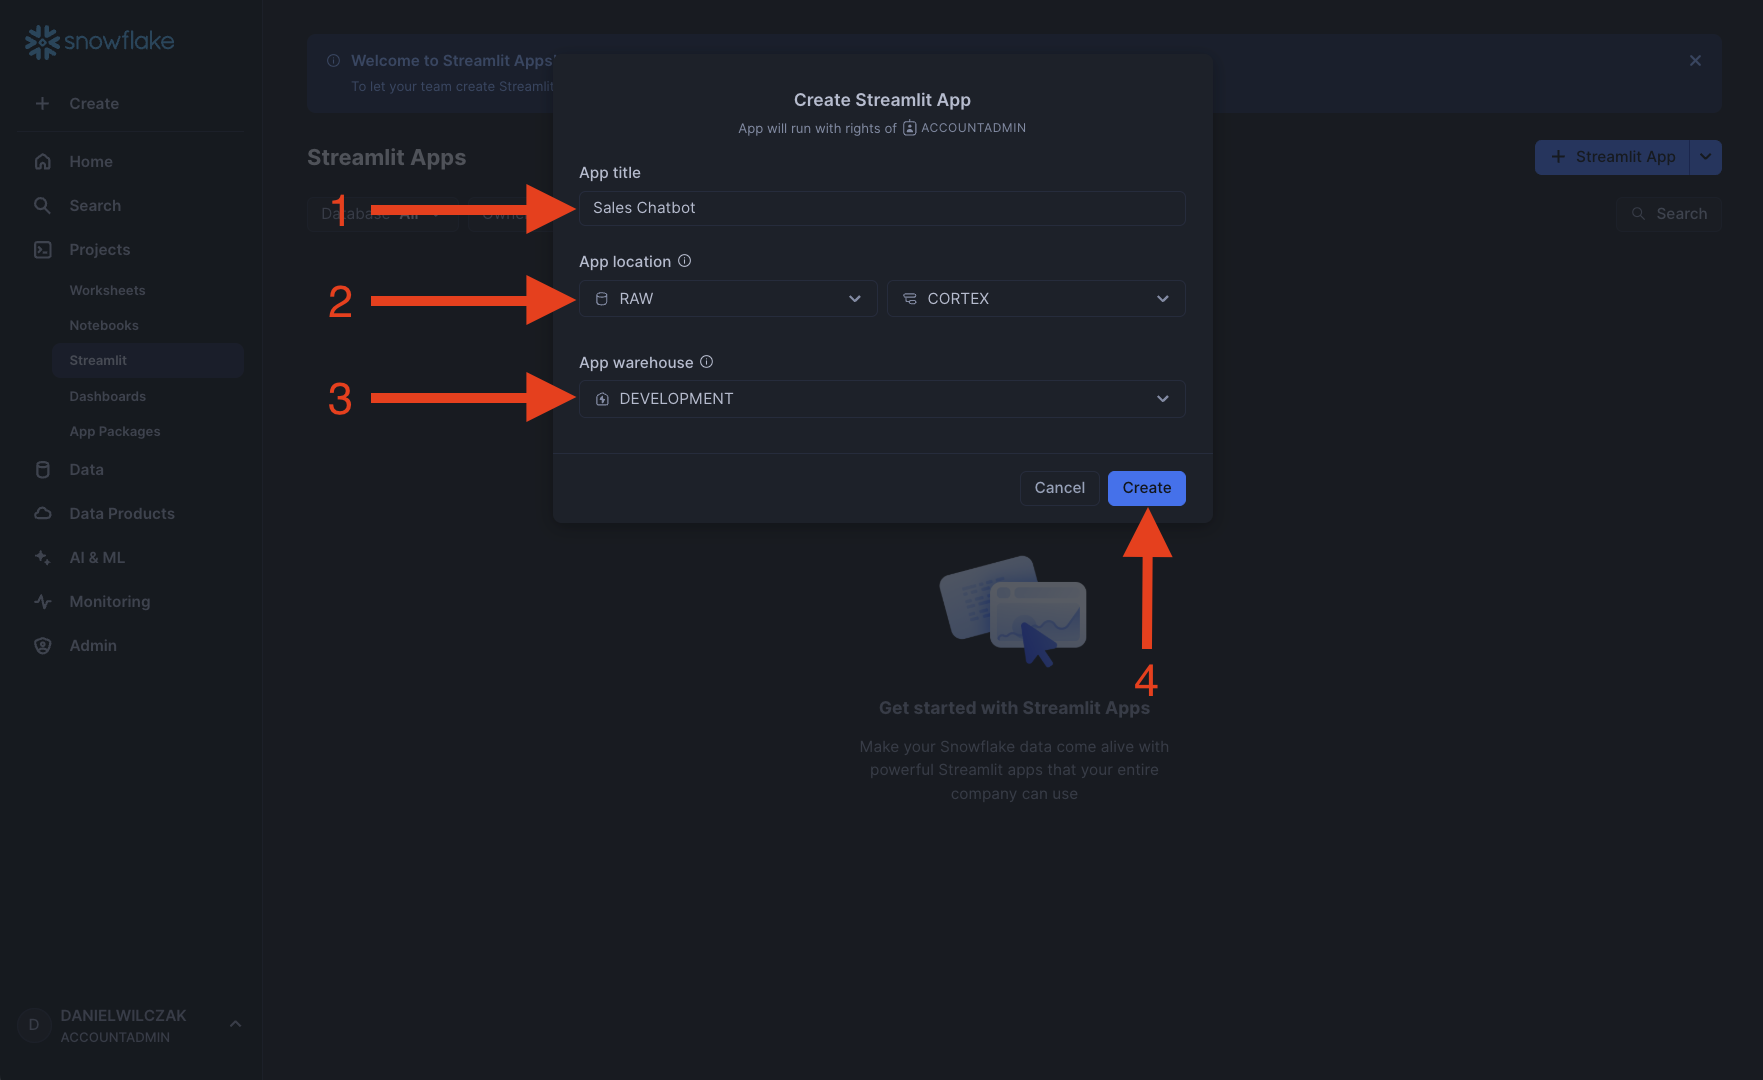 snowflake
Create
Home
Search
Projects
Worksheets
Notebooks
Streamlit
Dashboards
App Packages
Data
Data Products
AI & ML
Monitoring
Admin
D
DANIELWILCZAK
ACCOUNTADMIN
Welcome to Streamlit Apps
To let your team create Streamlit
Streamlit Apps
Streamlit App
Database All
Search
Create Streamlit App
App will run with rights of ACCOUNTADMIN
App title
1
Sales Chatbot
App location
2
RAW
CORTEX
App warehouse
3
DEVELOPMENT
Cancel
Create
4
Get started with Streamlit Apps
Make your Snowflake data come alive with
powerful Streamlit apps that your entire
company can use